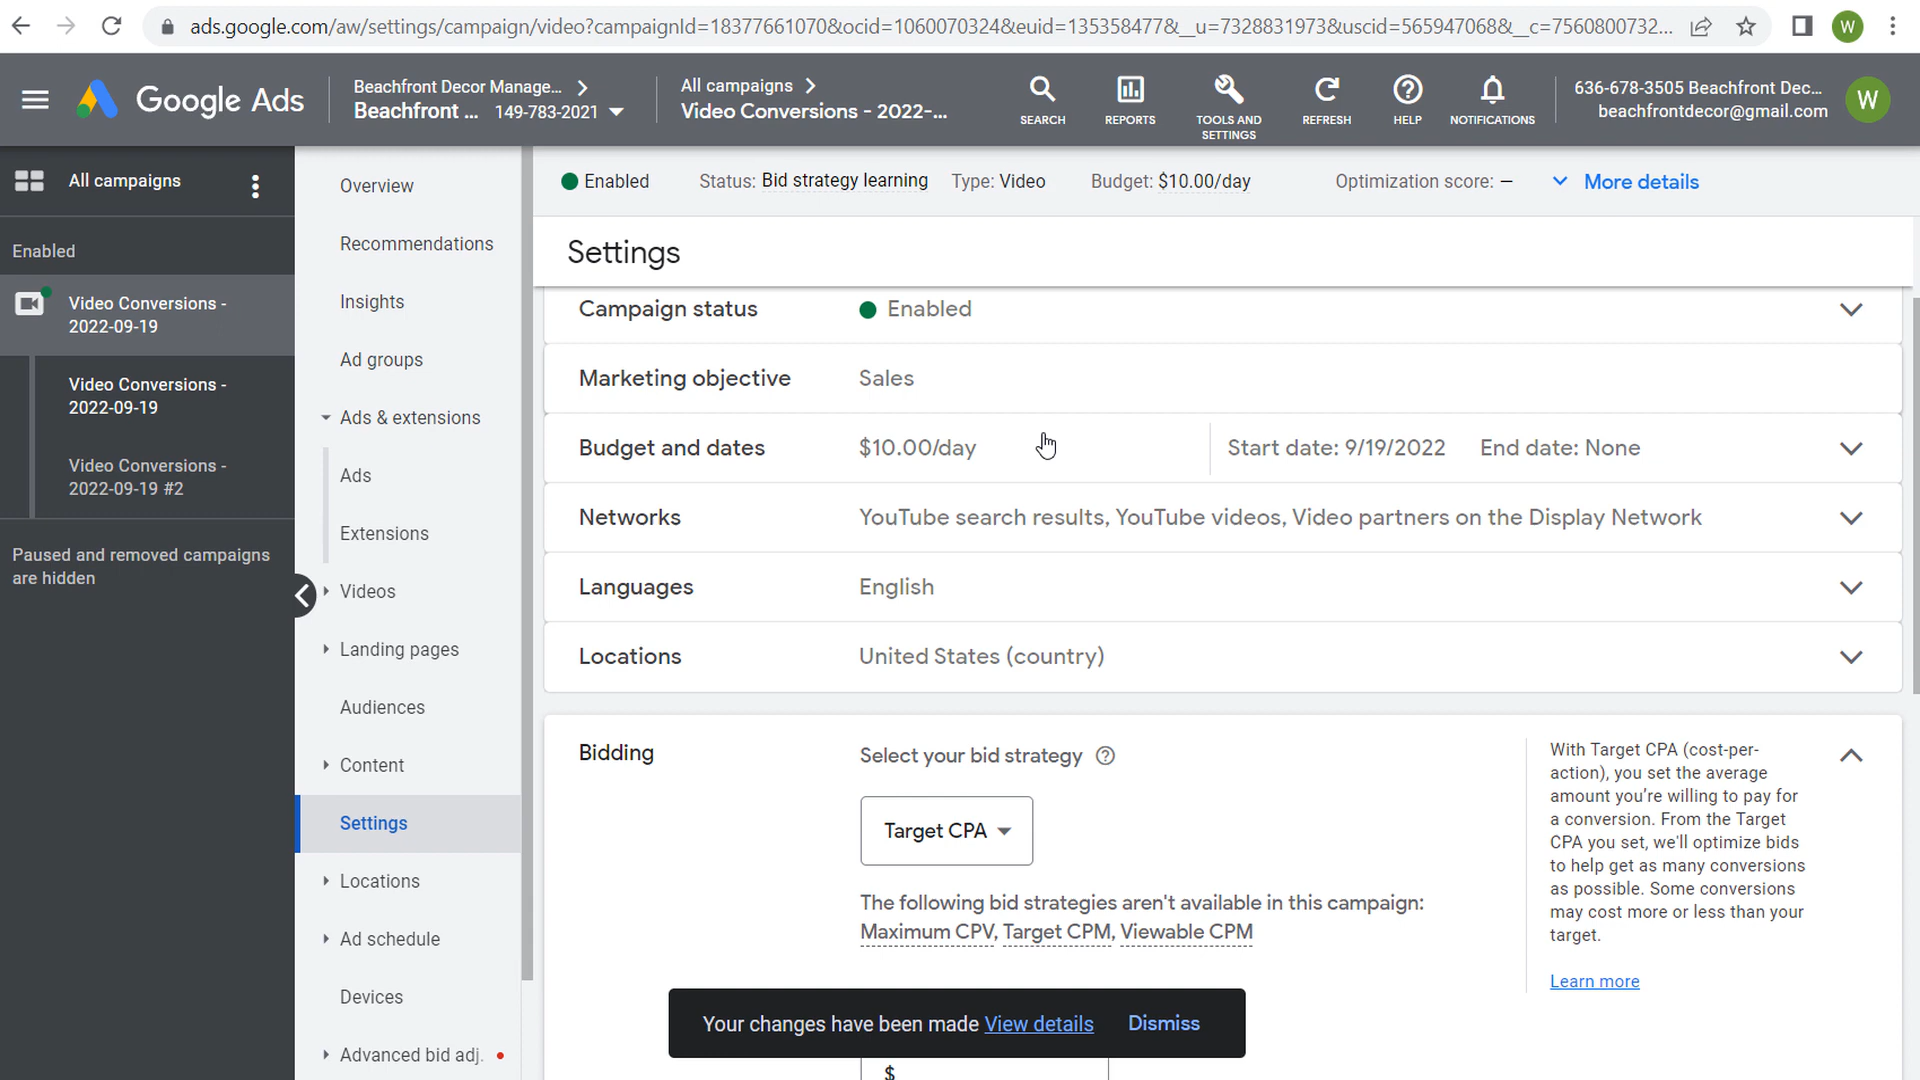 ads.google.com/aw/settings/campaign/video?campaignId=18377661070&ocid=1060070324&euid=135358477&__u=7328831973&uscid=565947068&__c=7560800732...
W
Google Ads
Beachfront Decor Manage...
Beachfront ... 149-783-2021
All campaigns
Video Conversions - 2022-...
SEARCH
REPORTS
TOOLS AND
SETTINGS
REFRESH
HELP
NOTIFICATIONS
636-678-3505 Beachfront Dec...
beachfrontdecor@gmail.com
W
All campaigns
Enabled
Video Conversions -
2022-09-19
Video Conversions -
2022-09-19
Video Conversions -
2022-09-19 #2
Paused and removed campaigns
are hidden
Overview
Recommendations
Insights
Ad groups
Ads & extensions
Ads
Extensions
Videos
Landing pages
Audiences
Content
Settings
Locations
Ad schedule
Devices
Advanced bid adj.
Enabled Status: Bid strategy learning Type: Video Budget: $10.00/day Optimization score: – More details
Settings
Campaign status Enabled
Marketing objective Sales
Budget and dates $10.00/day Start date: 9/19/2022 End date: None
Networks YouTube search results, YouTube videos, Video partners on the Display Network
Languages English
Locations United States (country)
Bidding
Select your bid strategy
Target CPA
The following bid strategies aren't available in this campaign:
Maximum CPV, Target CPM, Viewable CPM
$
With Target CPA (cost-per-
action), you set the average
amount you're willing to pay for
a conversion. From the Target
CPA you set, we'll optimize bids
to help get as many conversions
as possible. Some conversions
may cost more or less than your
target.
Learn more
Your changes have been made View details Dismiss